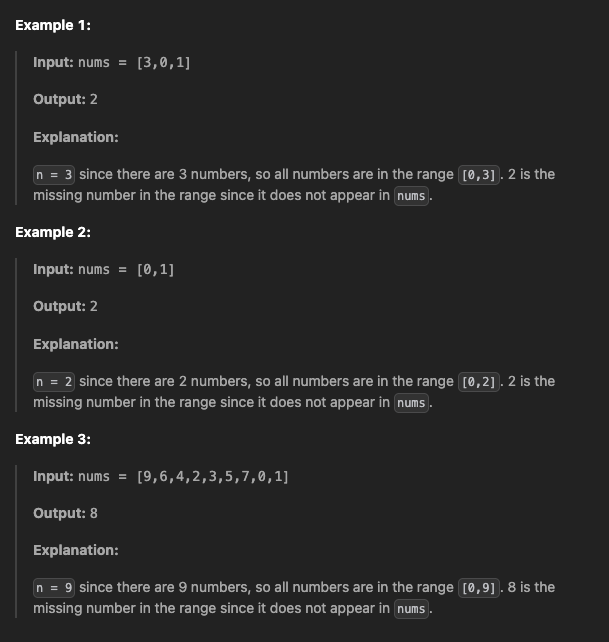 Example 1:
Input: nums = [3,0,1]
Output: 2
Explanation:
n = 3 since there are 3 numbers, so all numbers are in the range [0,3]. 2 is the
missing number in the range since it does not appear in nums.
Example 2:
Input: nums = [0,1]
Output: 2
Explanation:
n = 2 since there are 2 numbers, so all numbers are in the range [0,2]. 2 is the
missing number in the range since it does not appear in nums.
Example 3:
Input: nums = [9,6,4,2,3,5,7,0,1]
Output: 8
Explanation:
n = 9 since there are 9 numbers, so all numbers are in the range [0,9]. 8 is the
missing number in the range since it does not appear in nums.